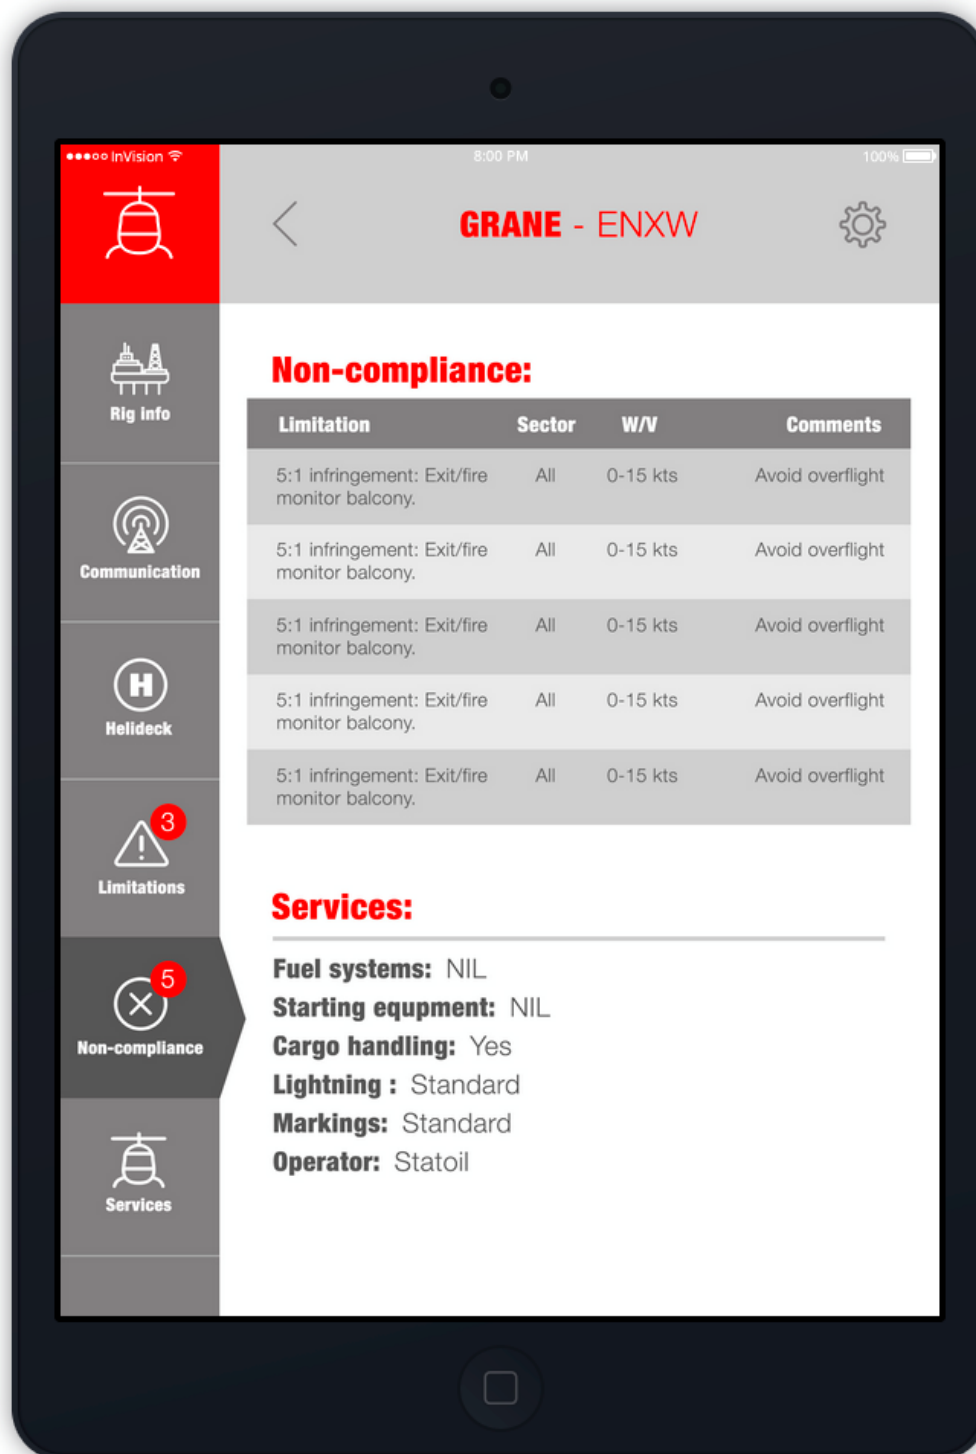 InVision
8:00 PM
100%
GRANE - ENXW
Rig info
Communication
Helideck
3
Limitations
5
Non-compliance
Services
Non-compliance:
Limitation Sector W/V Comments
5:1 infringement: Exit/fire All 0-15 kts Avoid overflight
monitor balcony.
5:1 infringement: Exit/fire All 0-15 kts Avoid overflight
monitor balcony.
5:1 infringement: Exit/fire All 0-15 kts Avoid overflight
monitor balcony.
5:1 infringement: Exit/fire All 0-15 kts Avoid overflight
monitor balcony.
5:1 infringement: Exit/fire All 0-15 kts Avoid overflight
monitor balcony.
Services:
Fuel systems: NIL
Starting equpment: NIL
Cargo handling: Yes
Lightning : Standard
Markings: Standard
Operator: Statoil